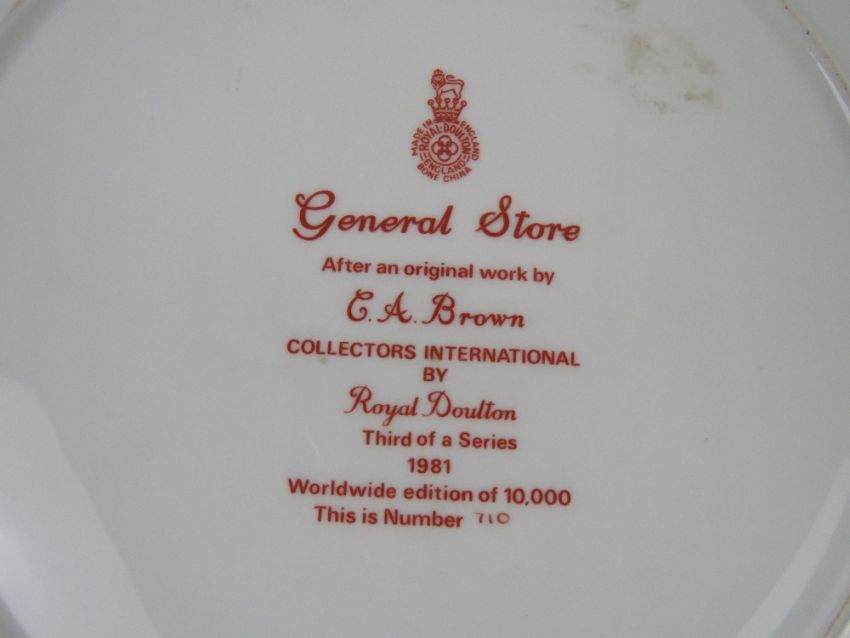 MADE IN ENGLAND
ROYAL-DOULTON
ENGLAND
BONE CHINA
General Store
After an original work by
C. A. Brown
COLLECTORS INTERNATIONAL
BY
Royal Doulton
Third of a Series
1981
Worldwide edition of 10,000
This is Number 710